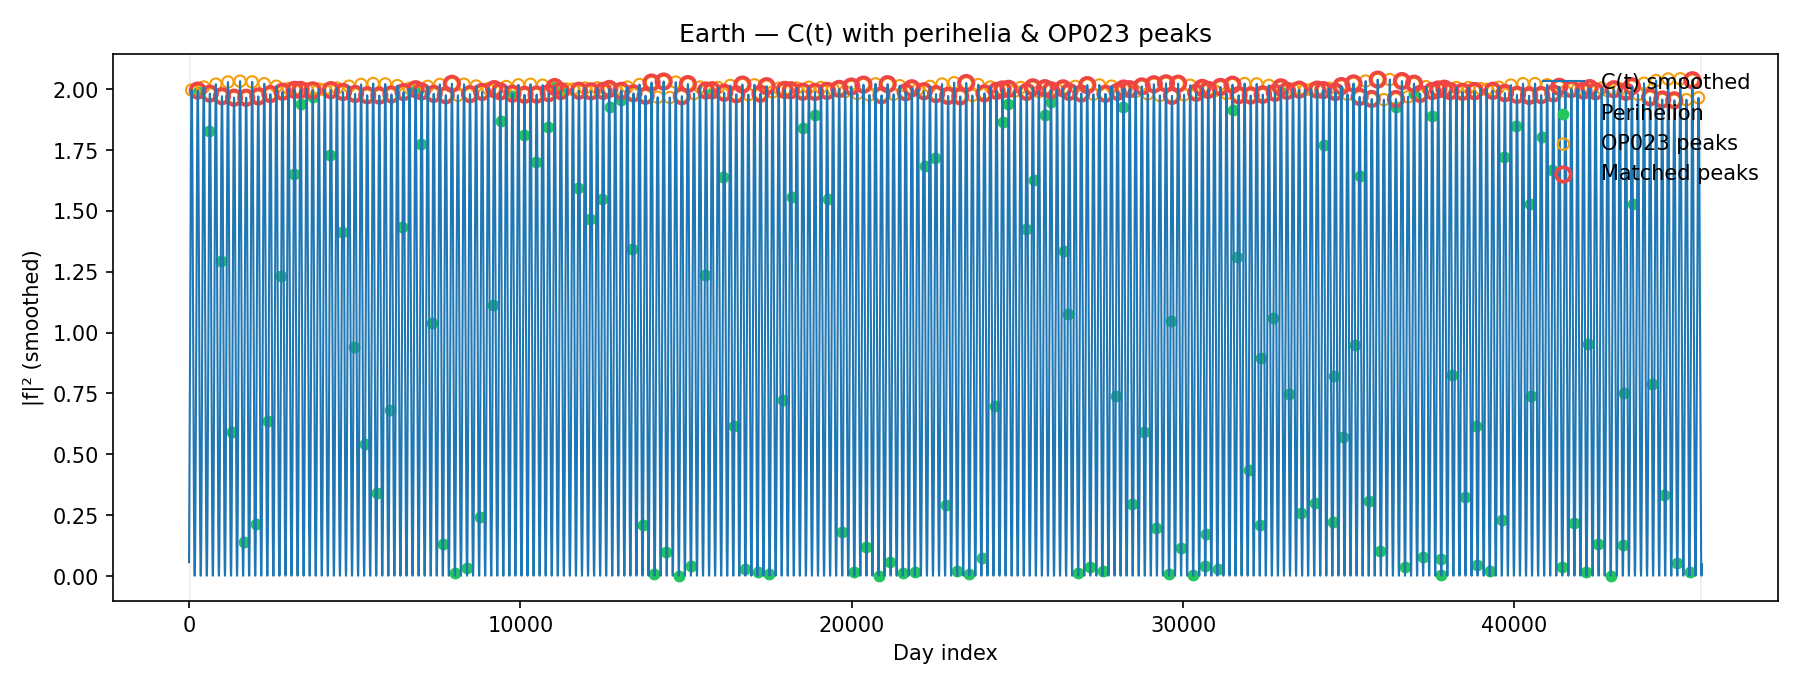 Earth — C(t) with perihelia & OP023 peaks
|f|² (smoothed)
2.00
1.75
1.50
1.25
1.00
0.75
0.50
0.25
0.00
C(t) smoothed
Perihelion
OP023 peaks
Matched peaks
0
10000
20000
30000
40000
Day index